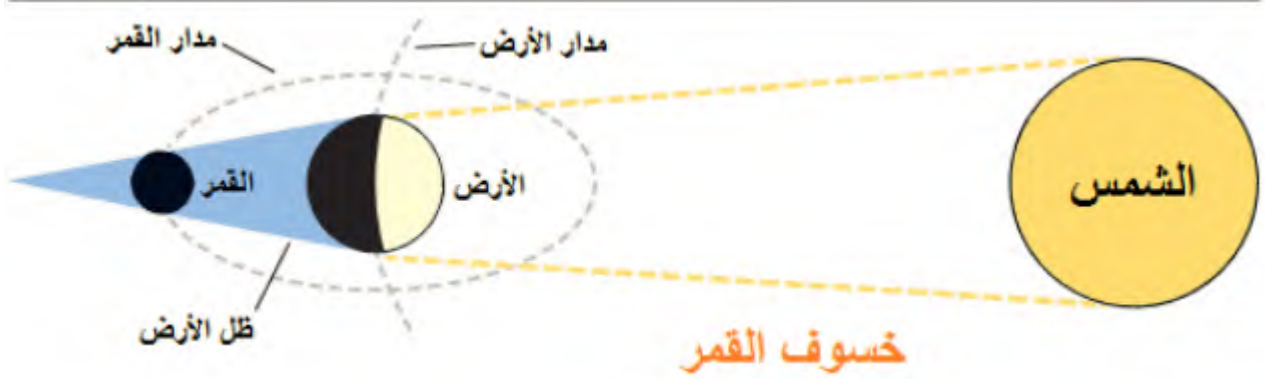 مدار الأرض
مدار القمر
الشمس
الأرض
القمر
ظل الأرض
خسوف القمر